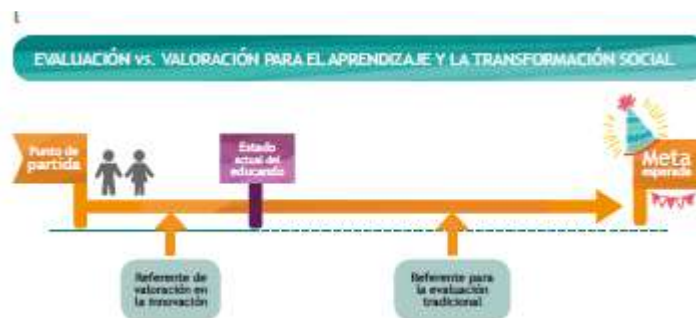 EVALUACIÓN vs. VALORACIÓN PARA EL APRENDIZAJE Y LA TRANSFORMACIÓN SOCIAL
Punto de
partida
Estado
actual del
educando
Meta
esperada
Referente de
valoración en
la innovación
Referente para
la evaluación
tradicional